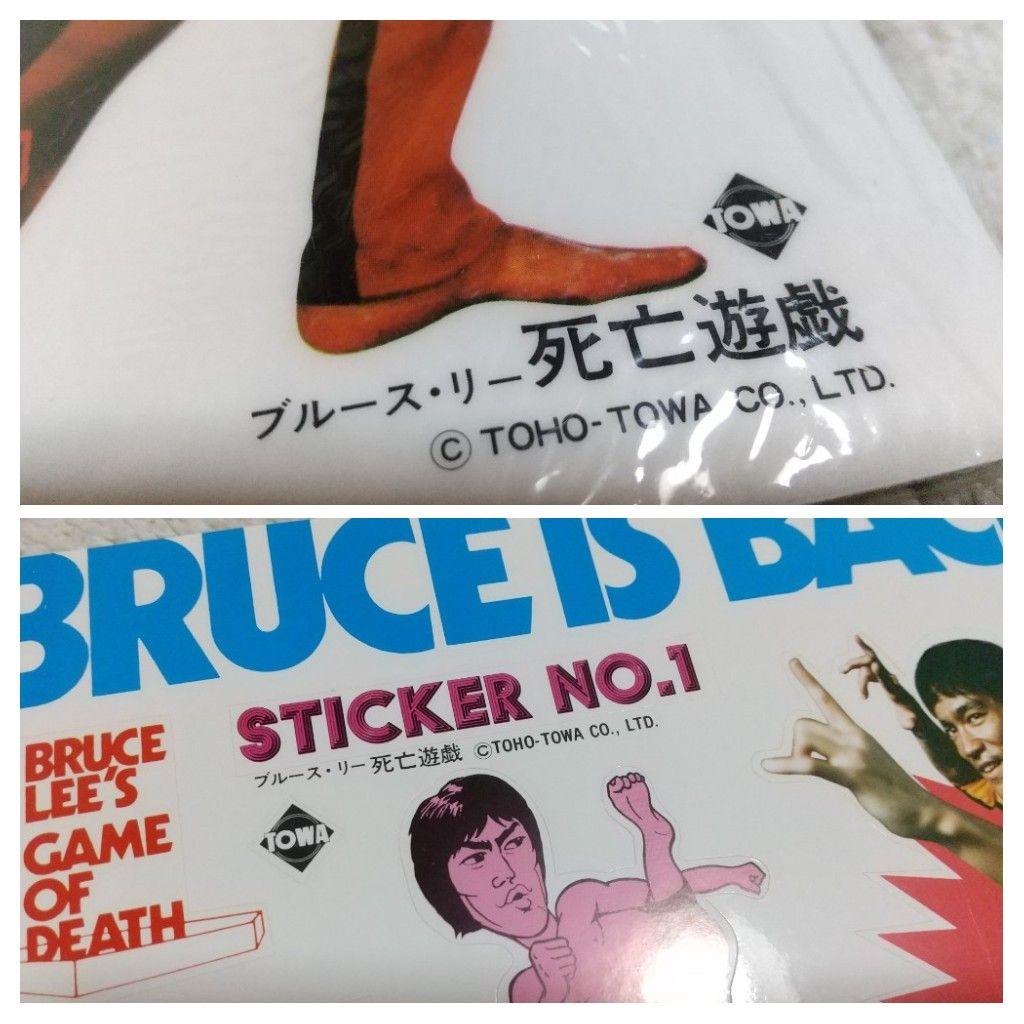 TOWA
ブルース・リー死亡遊戯
© TOHO-TOWA CO., LTD.
BRUCE IS BAC
STICKER NO.1
ブルース・リー 死亡遊戯 ©TOHO-TOWA CO., LTD.
BRUCE
LEE'S
GAME
OF
DEATH
TOWA